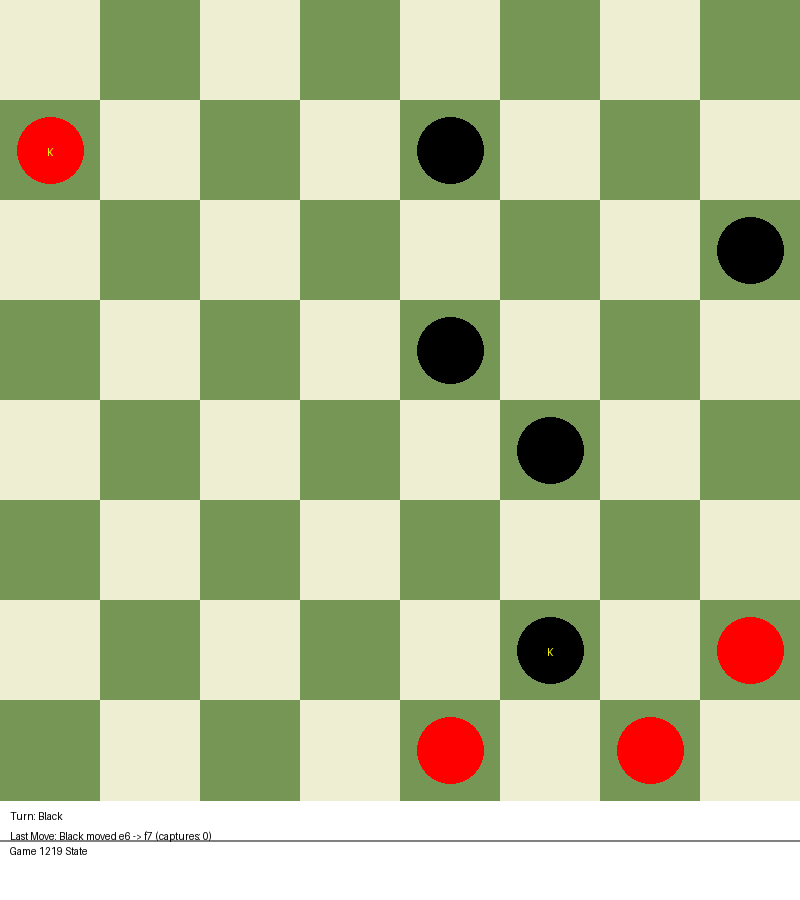 K
K
Turn: Black
Last Move: Black moved e6 -> f7 (captures: 0)
Game 1219 State